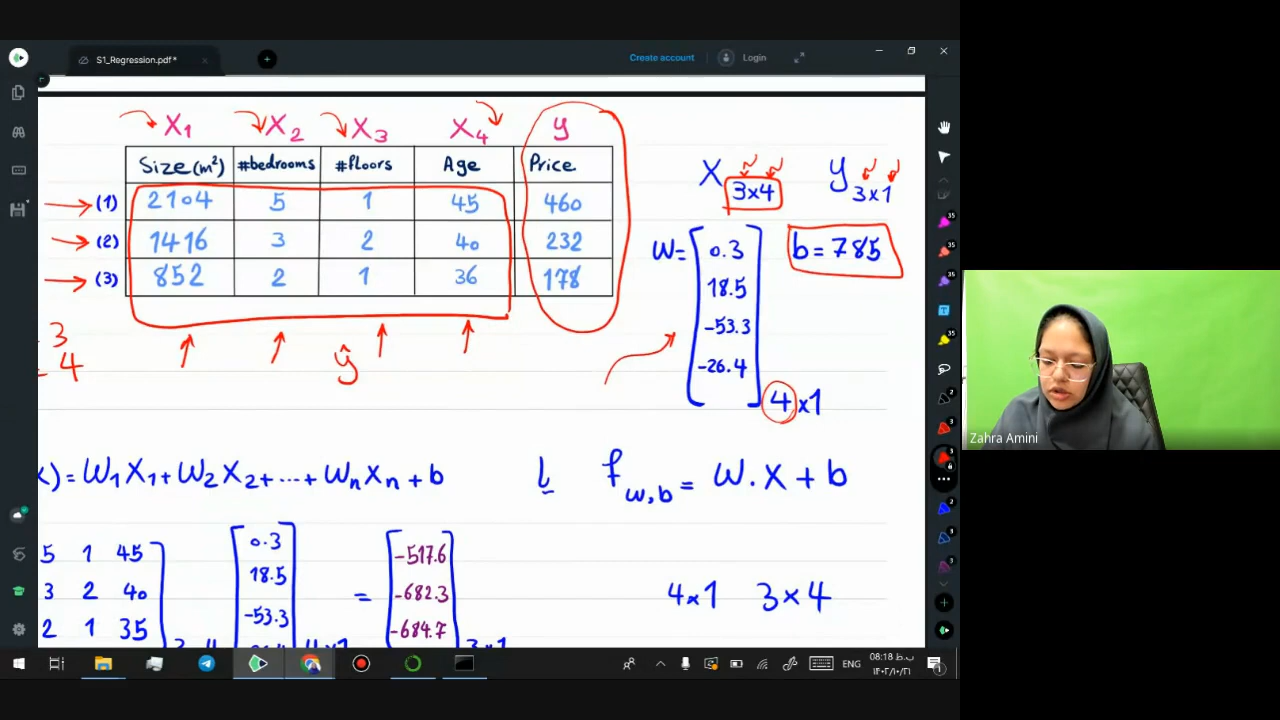 S1_Regression.pdf*
Create account
Login
X1 X2 X3 X4 y
Size (m²) #bedrooms #floors Age Price
(1) 2104 5 1 45 460
(2) 1416 3 2 40 232
(3) 852 2 1 36 178
X 3x4 y 3x1
w= 0.3 18.5 -53.3 -26.4 4x1
b = 785
3
4
ŷ
x) = W1X1 + W2X2 + ... + WnXn + b
f w,b = W.X + b
5 1 45
3 2 40
2 1 35
0.3
18.5
-53.3
=
-517.6
-682.3
-684.7
4x1 3x4
Zahra Amini
ENG
08:18 ب.ظ
۱۴۰۲/۱۰/۲۱